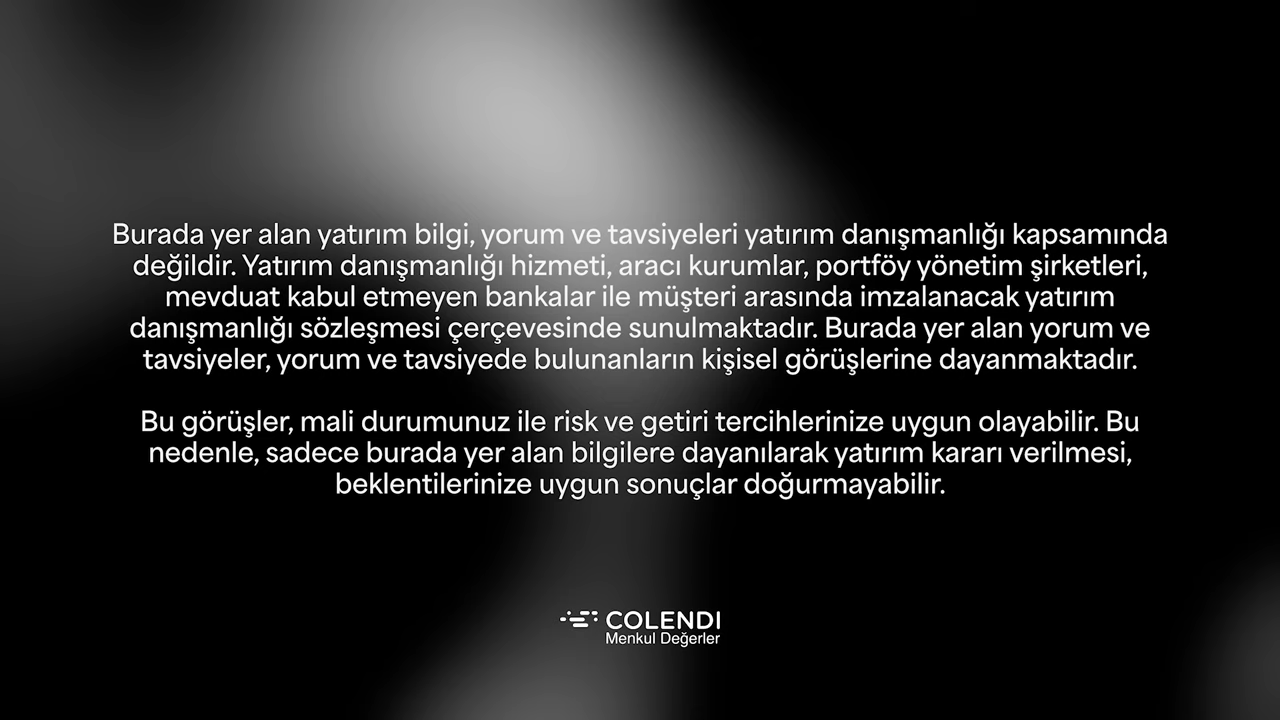 Burada yer alan yatırım bilgi, yorum ve tavsiyeleri yatırım danışmanlığı kapsamında
değildir. Yatırım danışmanlığı hizmeti, aracı kurumlar, portföy yönetim şirketleri,
mevduat kabul etmeyen bankalar ile müşteri arasında imzalanacak yatırım
danışmanlığı sözleşmesi çerçevesinde sunulmaktadır. Burada yer alan yorum ve
tavsiyeler, yorum ve tavsiyede bulunanların kişisel görüşlerine dayanmaktadır.
Bu görüşler, mali durumunuz ile risk ve getiri tercihlerinize uygun olayabilir. Bu
nedenle, sadece burada yer alan bilgilere dayanılarak yatırım kararı verilmesi,
beklentilerinize uygun sonuçlar doğurmayabilir.
COLENDI
Menkul Değerler